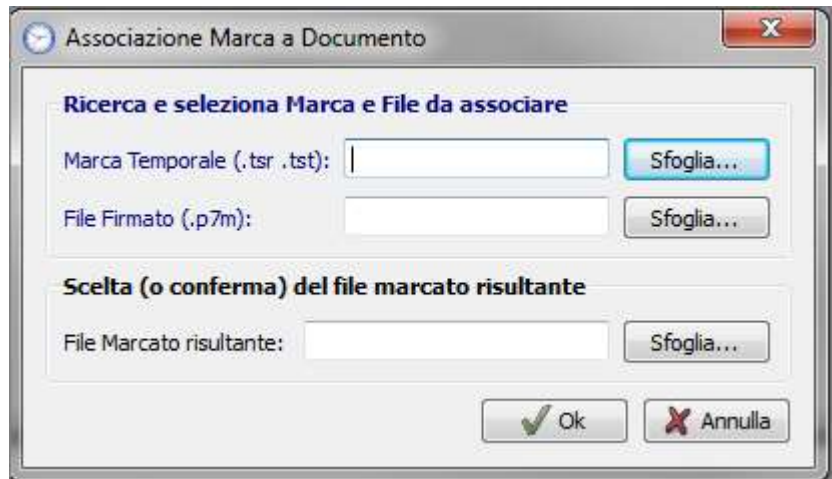 Associazione Marca a Documento
Ricerca e seleziona Marca e File da associare
Marca Temporale (.tsr .tst):
Sfoglia...
File Firmato (.p7m):
Sfoglia...
Scelta (o conferma) del file marcato risultante
File Marcato risultante:
Sfoglia...
Ok
Annulla